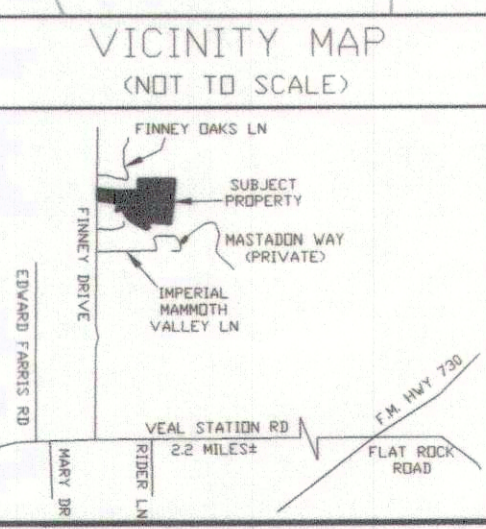 VICINITY MAP
(NOT TO SCALE)
FINNEY OAKS LN
SUBJECT
PROPERTY
FINNEY DRIVE
MASTADON WAY
(PRIVATE)
IMPERIAL
MAMMOTH
VALLEY LN
EDWARD FARRIS RD
F.M. HWY 730
VEAL STATION RD
2.2 MILES±
FLAT ROCK
ROAD
MARY DR
RIDER LN